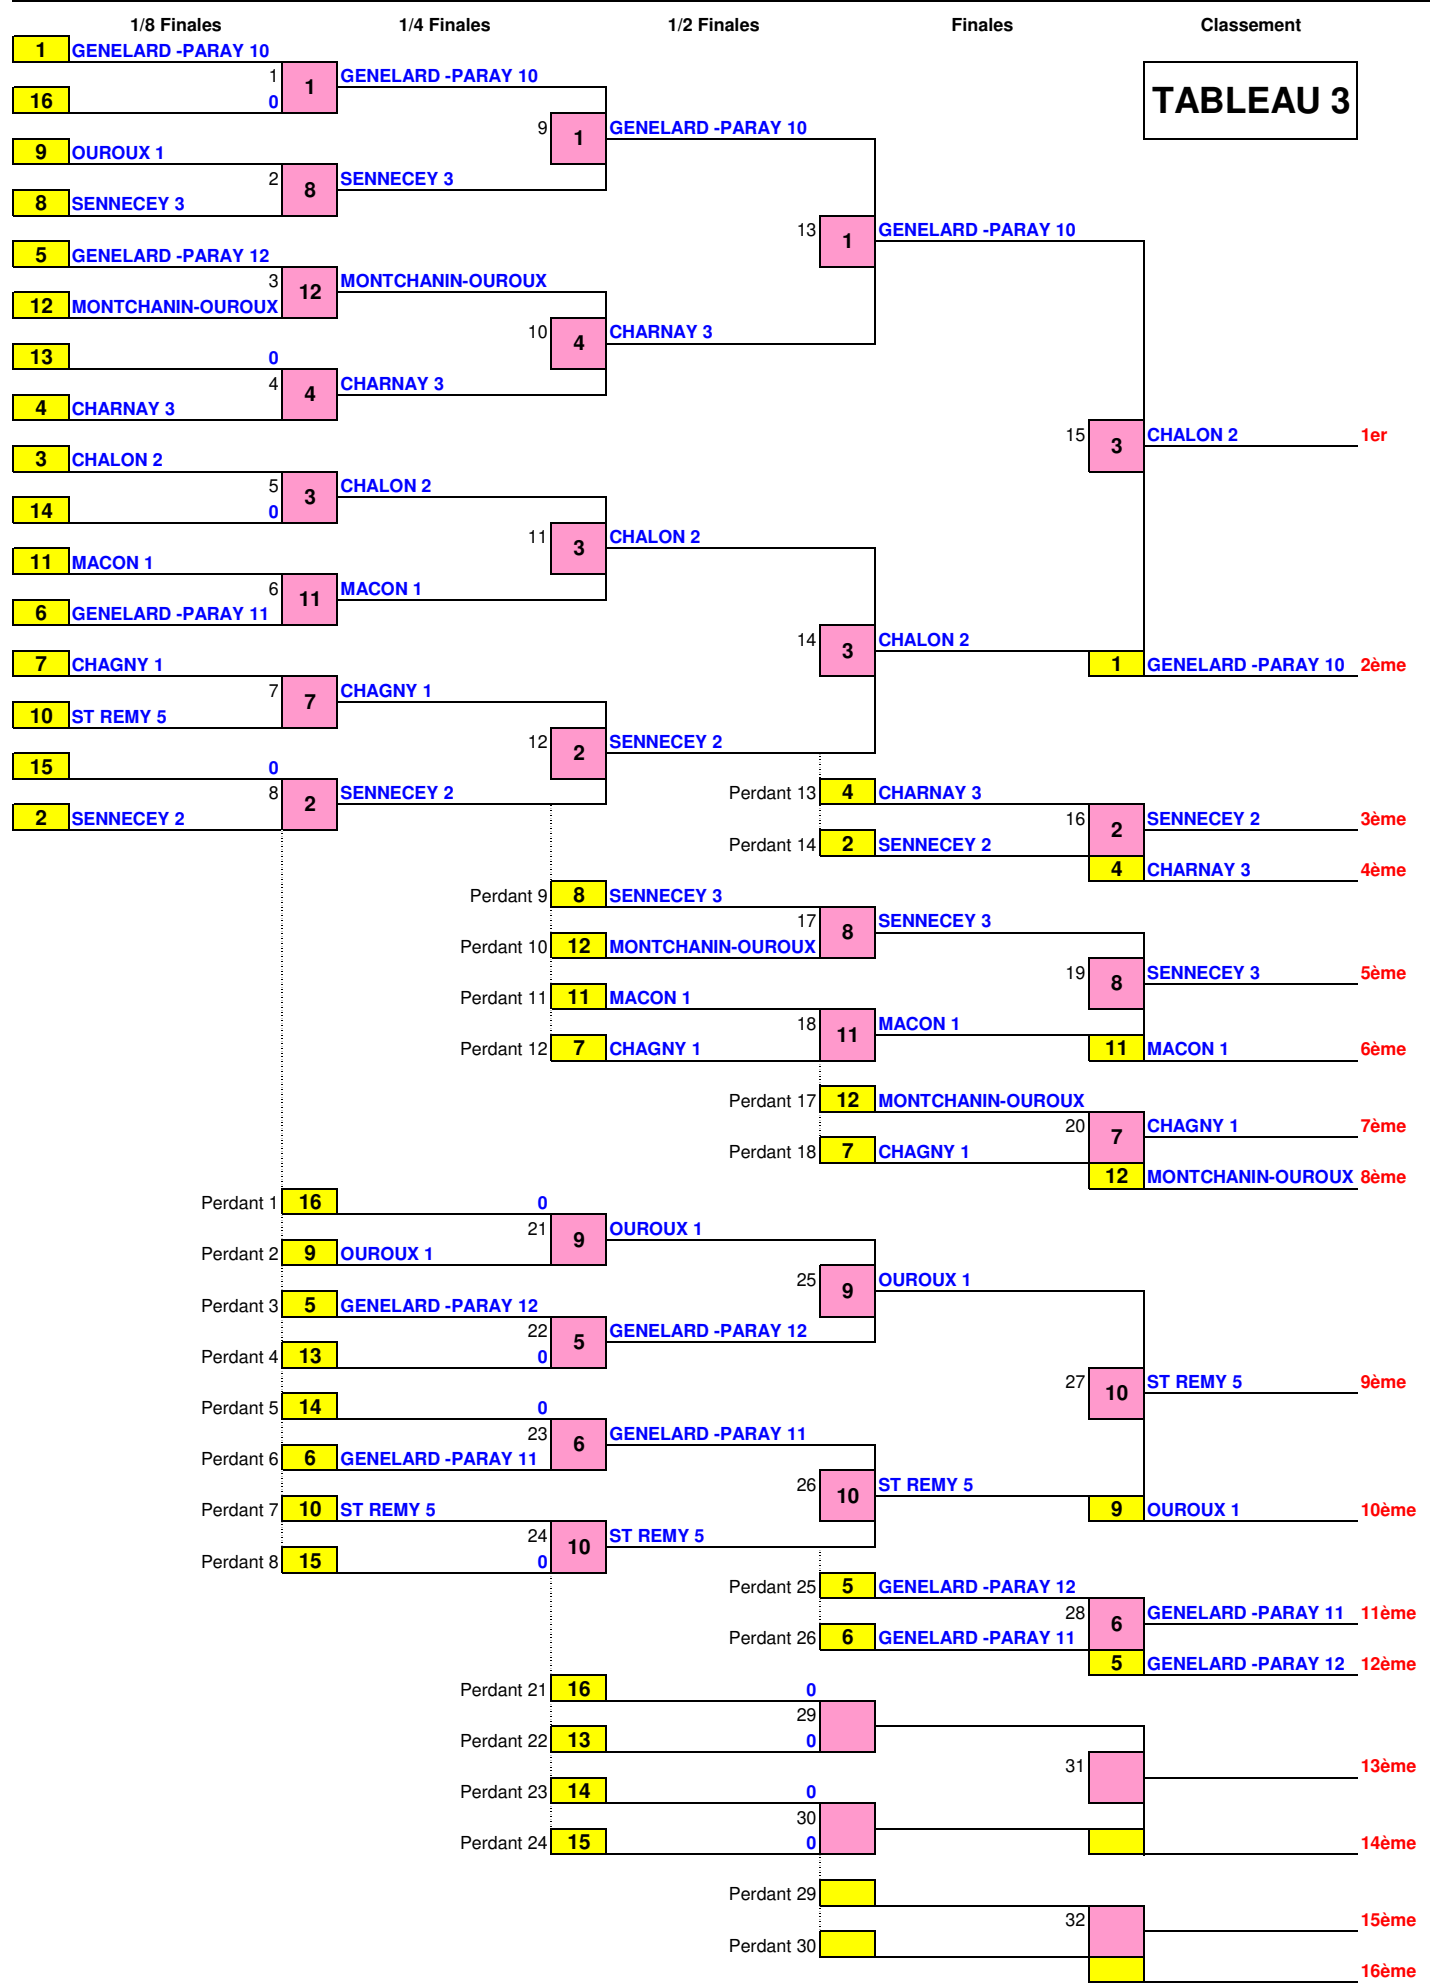 1/8 Finales 1/4 Finales 1/2 Finales Finales Classement
TABLEAU 3
1 GENELARD -PARAY 10
1 1 GENELARD -PARAY 10
16 0
9 1 GENELARD -PARAY 10
9 OUROUX 1
2 8 SENNECEY 3
8 SENNECEY 3
13 1 GENELARD -PARAY 10
5 GENELARD -PARAY 12
3 12 MONTCHANIN-OUROUX
12 MONTCHANIN-OUROUX
10 4 CHARNAY 3
13 0
4 4 CHARNAY 3
4 CHARNAY 3
15 3 CHALON 2 1er
3 CHALON 2
5 3 CHALON 2
14 0
11 3 CHALON 2
11 MACON 1
6 11 MACON 1
6 GENELARD -PARAY 11
14 3 CHALON 2
7 CHAGNY 1
1 GENELARD -PARAY 10 2ème
7 7 CHAGNY 1
10 ST REMY 5
12 2 SENNECEY 2
15 0
8 2 SENNECEY 2
2 SENNECEY 2
Perdant 13 4 CHARNAY 3
16 2 SENNECEY 2 3ème
Perdant 14 2 SENNECEY 2
4 CHARNAY 3 4ème
Perdant 9 8 SENNECEY 3
17 8 SENNECEY 3
Perdant 10 12 MONTCHANIN-OUROUX
19 8 SENNECEY 3 5ème
Perdant 11 11 MACON 1
18 11 MACON 1
Perdant 12 7 CHAGNY 1
11 MACON 1 6ème
Perdant 17 12 MONTCHANIN-OUROUX
20 7 CHAGNY 1 7ème
Perdant 18 7 CHAGNY 1
12 MONTCHANIN-OUROUX 8ème
Perdant 1 16 0
21 9 OUROUX 1
Perdant 2 9 OUROUX 1
25 9 OUROUX 1
Perdant 3 5 GENELARD -PARAY 12
22 5 GENELARD -PARAY 12
Perdant 4 13 0
27 10 ST REMY 5 9ème
Perdant 5 14 0
23 6 GENELARD -PARAY 11
Perdant 6 6 GENELARD -PARAY 11
26 10 ST REMY 5
Perdant 7 10 ST REMY 5
9 OUROUX 1 10ème
24 10 ST REMY 5
Perdant 8 15 0
Perdant 25 5 GENELARD -PARAY 12
28 6 GENELARD -PARAY 11 11ème
Perdant 26 6 GENELARD -PARAY 11
5 GENELARD -PARAY 12 12ème
Perdant 21 16 0
29
Perdant 22 13 0
31 13ème
Perdant 23 14 0
30
Perdant 24 15 0
14ème
Perdant 29
32 15ème
Perdant 30
16ème